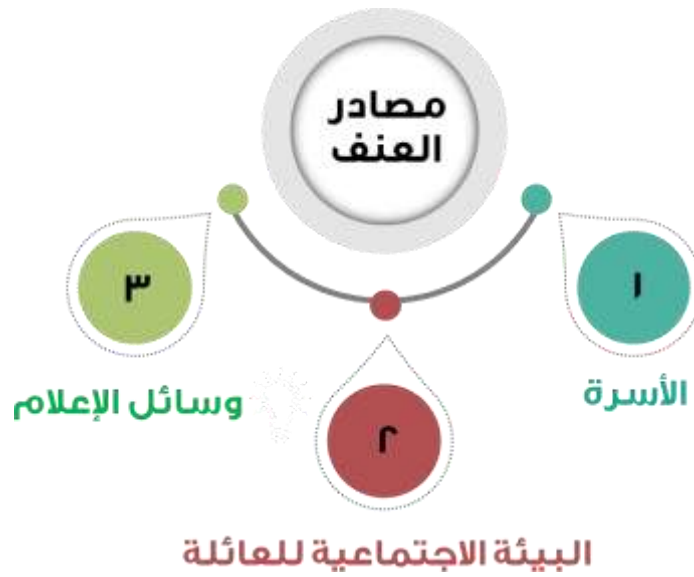 مصادر
العنف
١
الأسرة
٢
البيئة الاجتماعية للعائلة
٣
وسائل الإعلام